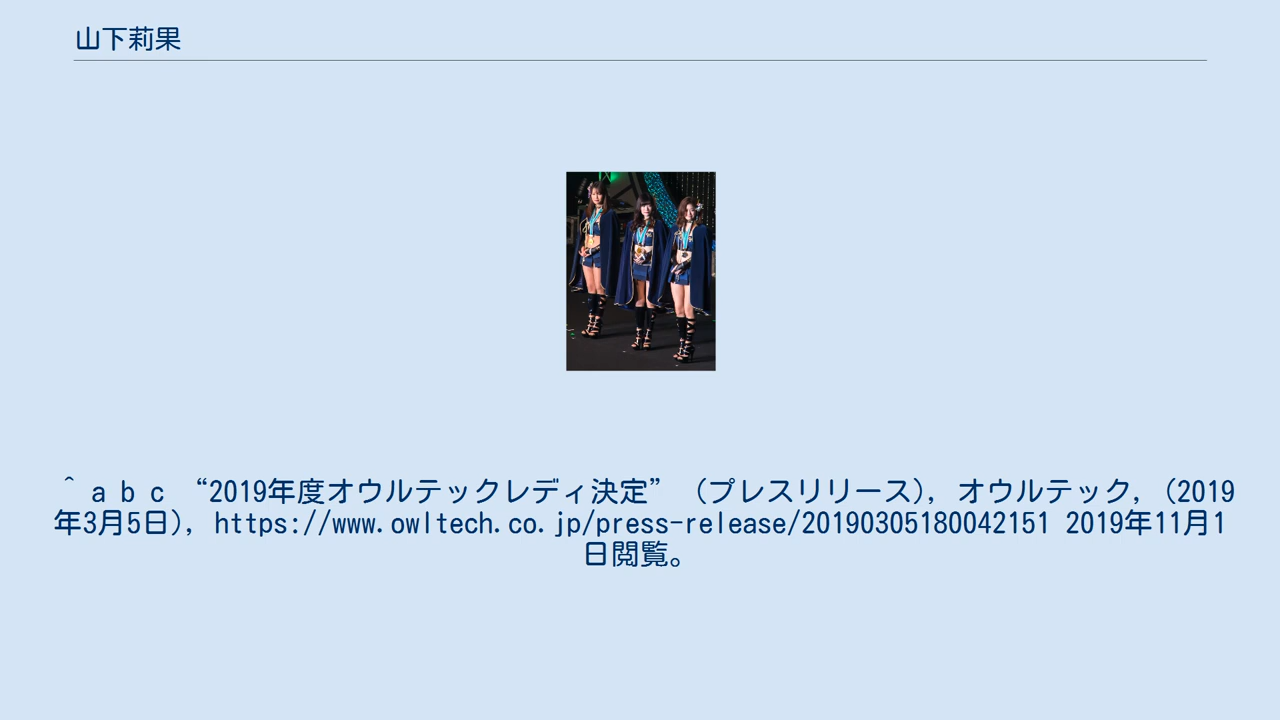 山下莉果
^ a b c “2019年度オウルテックレディ決定” (プレスリリース), オウルテック, (2019
年3月5日), https://www.owltech.co.jp/press-release/20190305180042151 2019年11月1
日閲覧。